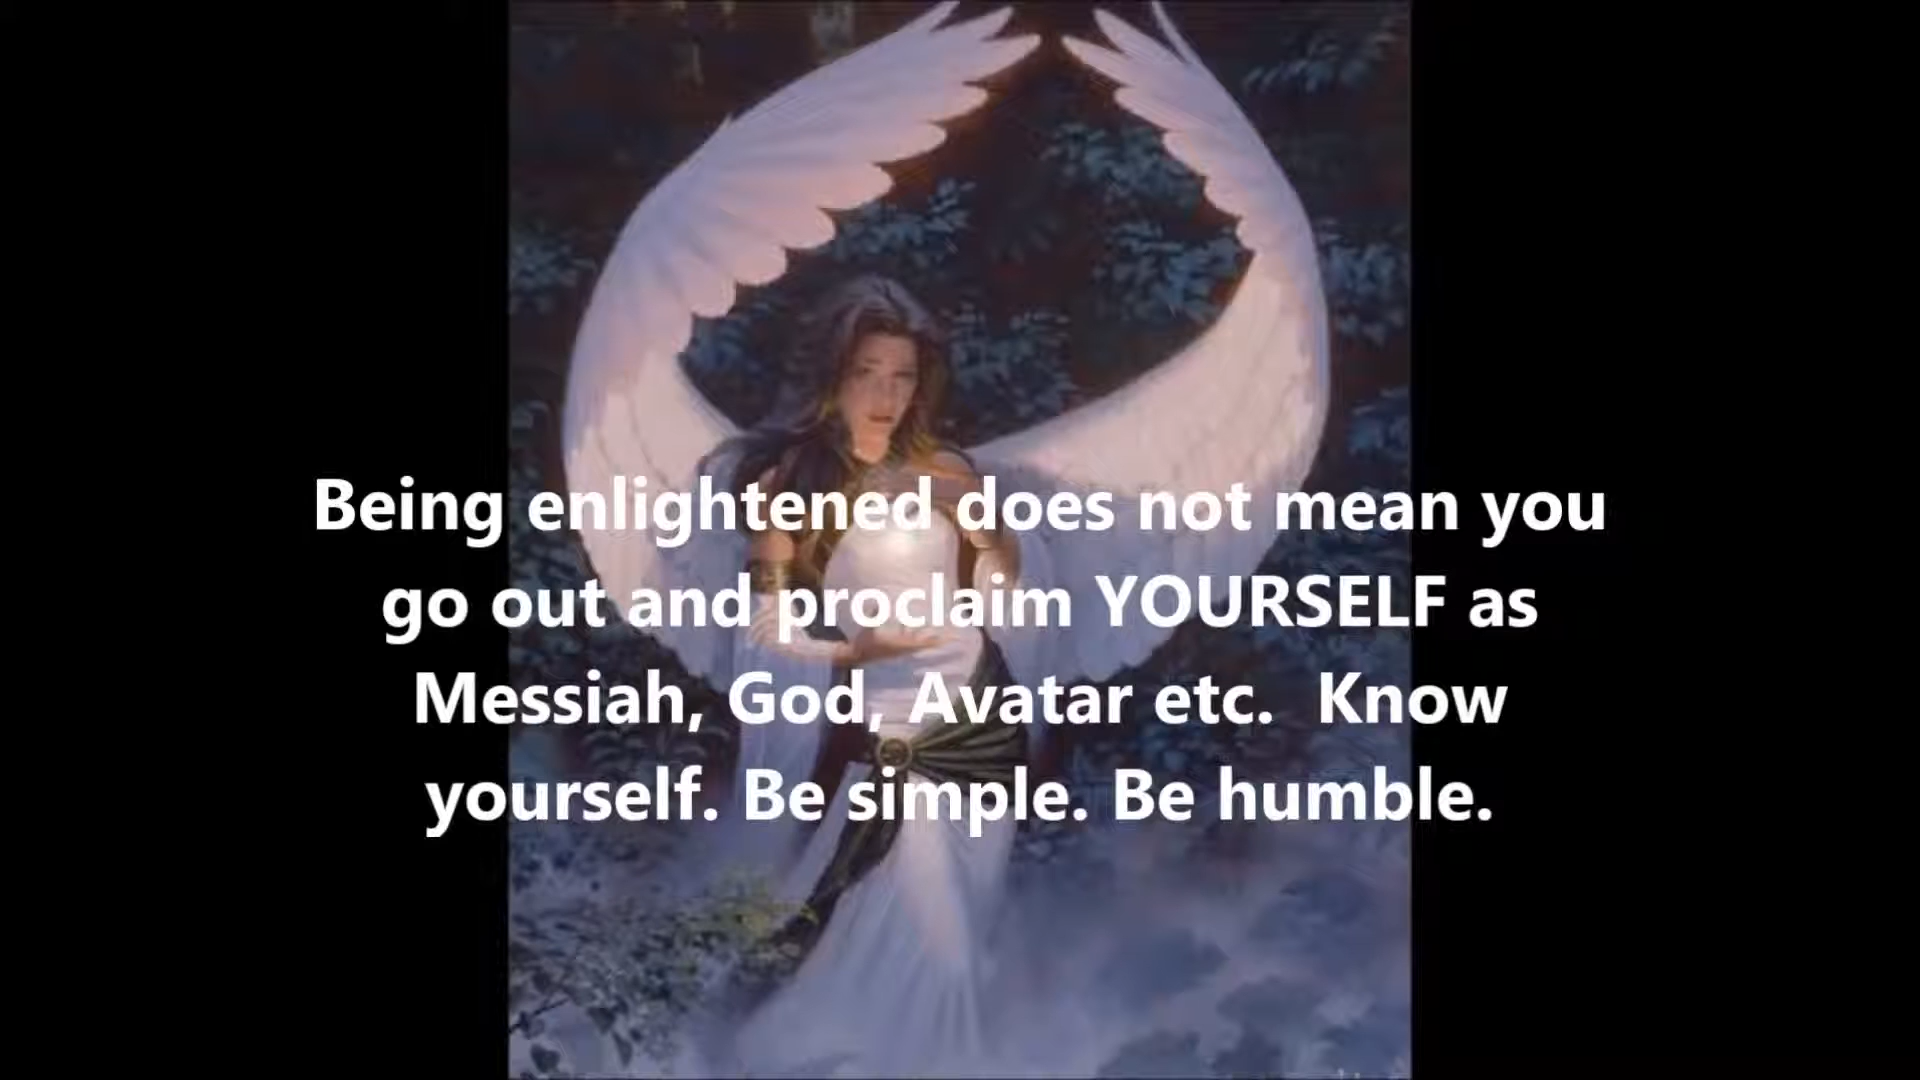 Being enlightened does not mean you
go out and proclaim YOURSELF as
Messiah, God, Avatar etc.  Know
yourself. Be simple. Be humble.